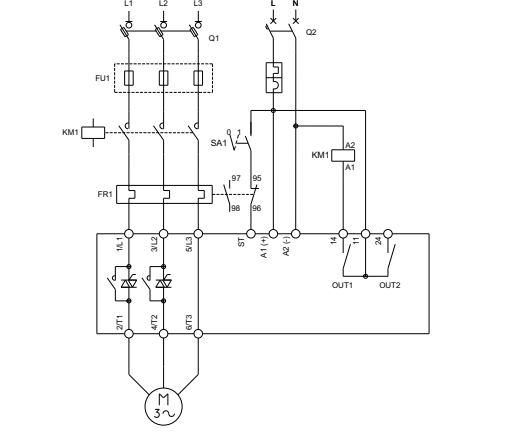 L1 L2 L3 L N
Q1 Q2
FU1
KM1
0 1
SA1
A2
KM1
A1
97 95
FR1
98 96
1/L1 3/L2 5/L3 ST A1 (+) A2 (-) 14 11 24
OUT1 OUT2
2/T1 4/T2 6/T3
M
3~